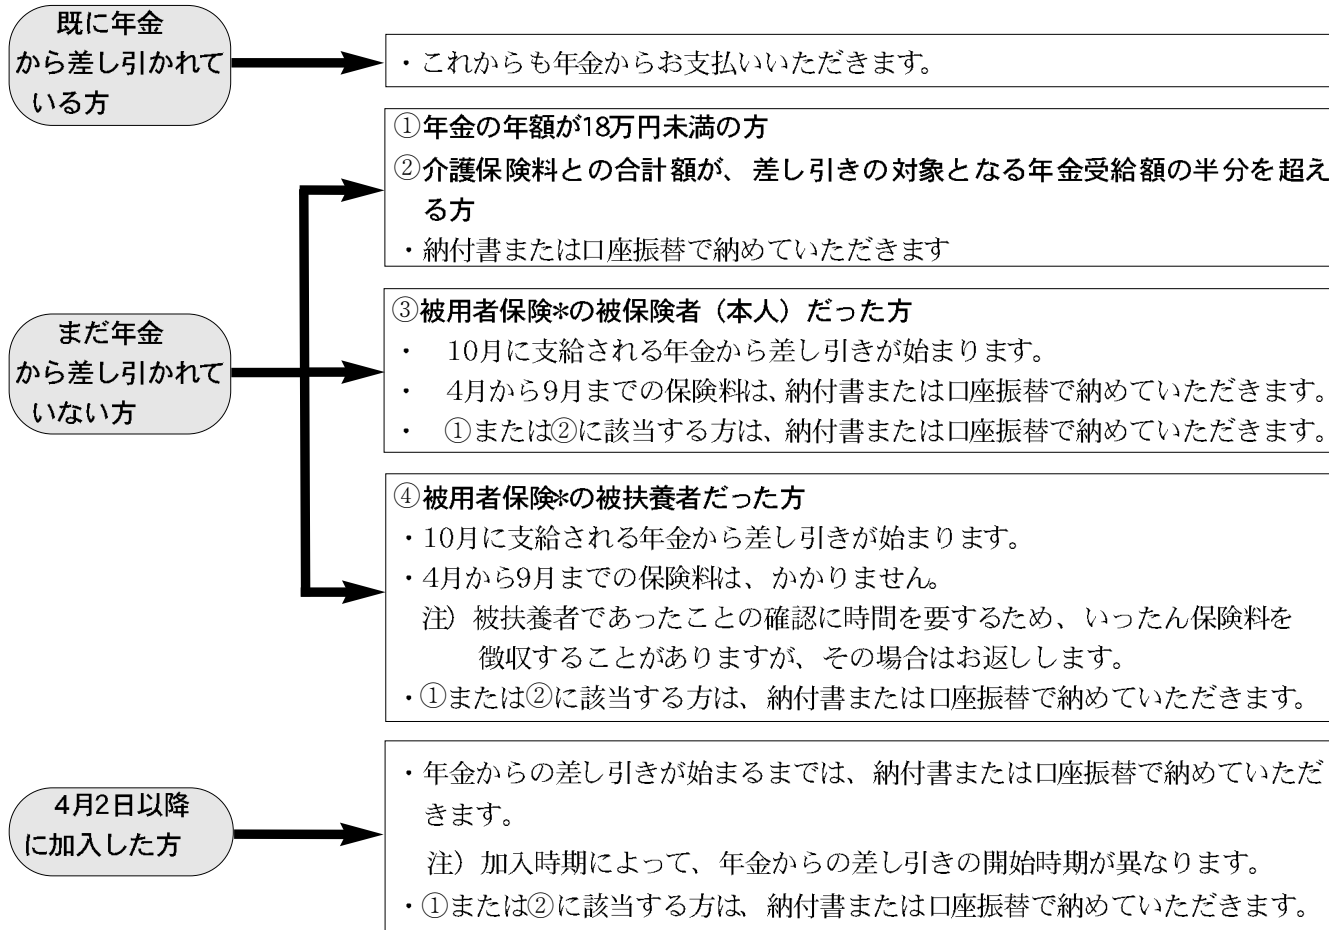 既に年金
から差し引かれて
いる方
・これからも年金からお支払いいただきます。
①年金の年額が18万円未満の方
②介護保険料との合計額が、差し引きの対象となる年金受給額の半分を超え
る方
・納付書または口座振替で納めていただきます
まだ年金
から差し引かれて
いない方
③被用者保険*の被保険者（本人）だった方
・ 10月に支給される年金から差し引きが始まります。
・ 4月から9月までの保険料は、納付書または口座振替で納めていただきます。
・ ①または②に該当する方は、納付書または口座振替で納めていただきます。
④被用者保険*の被扶養者だった方
・10月に支給される年金から差し引きが始まります。
・4月から9月までの保険料は、かかりません。
注）被扶養者であったことの確認に時間を要するため、いったん保険料を
徴収することがありますが、その場合はお返しします。
・①または②に該当する方は、納付書または口座振替で納めていただきます。
4月2日以降
に加入した方
・年金からの差し引きが始まるまでは、納付書または口座振替で納めていただ
きます。
注）加入時期によって、年金からの差し引きの開始時期が異なります。
・①または②に該当する方は、納付書または口座振替で納めていただきます。